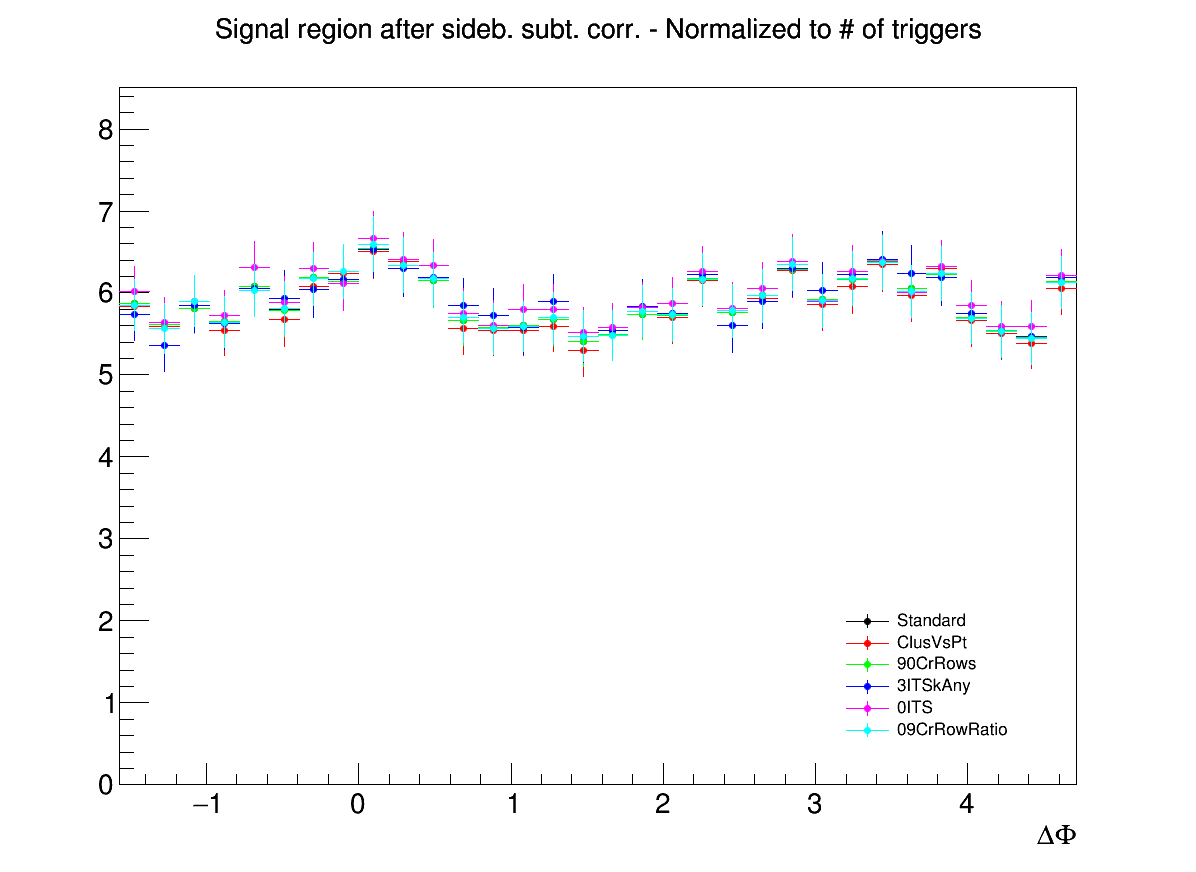 Signal region after sideb. subt. corr. - Normalized to # of triggers
8
7
6
5
4
3
2
1
0
Standard
ClusVsPt
90CrRows
3ITSkAny
0ITS
09CrRowRatio
−1 0 1 2 3 4
ΔΦ